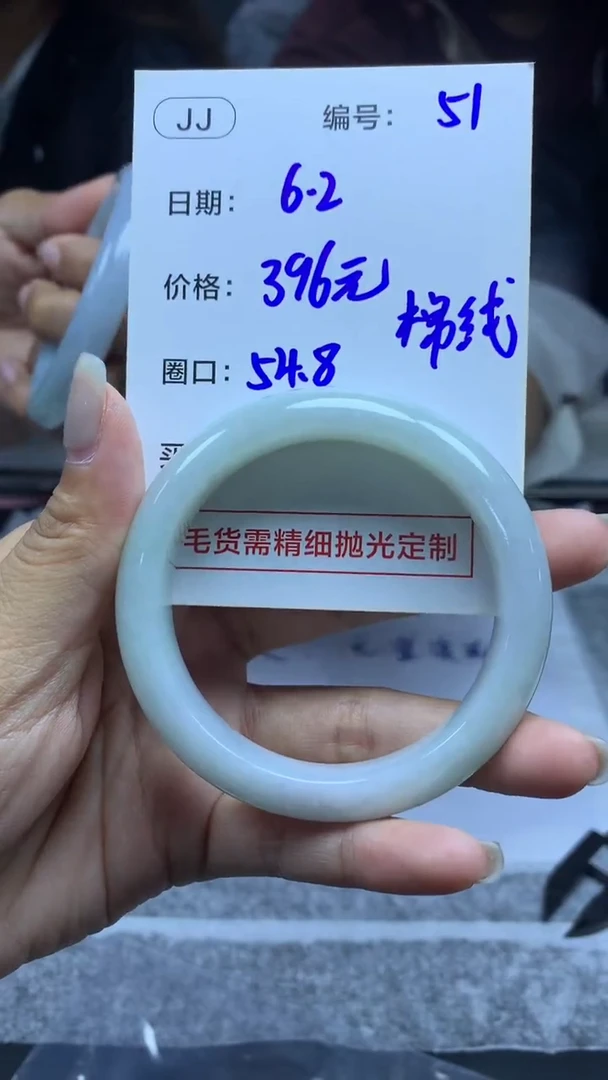 JJ 编号: 51
日期: 6.2
价格: 396元
棉线
圈口: 54.8
毛货需精细抛光定制